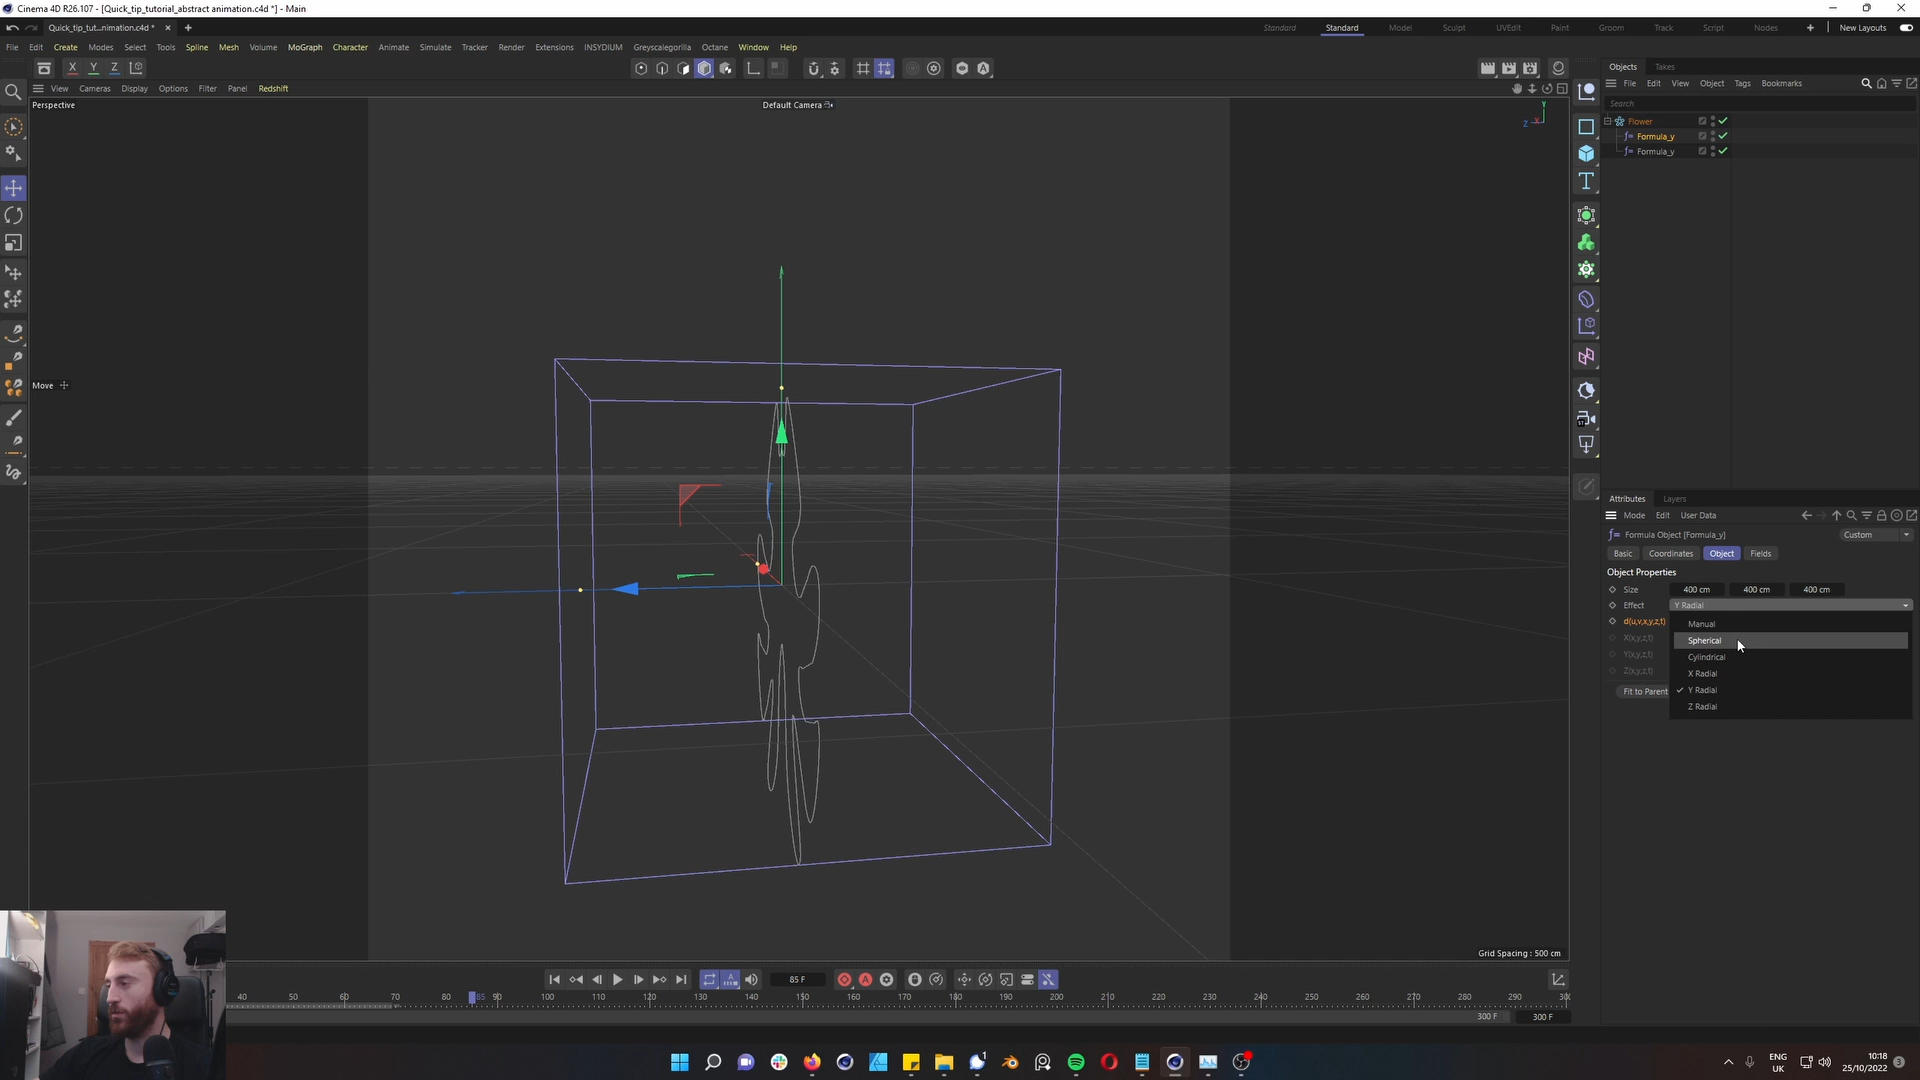 Cinema 4D R26.107 - [Quick_tip_tutorial_abstract animation.c4d *] - Main
Quick_tip_tut...nimation.c4d *
Standard Standard Model Sculpt UVEdit Paint Groom Track Script Nodes New Layouts
File Edit Create Modes Select Tools Spline Mesh Volume MoGraph Character Animate Simulate Tracker Render Extensions INSYDIUM Greyscalegorilla Octane Window Help
X Y Z
Objects Takes
File Edit View Object Tags Bookmarks
Search
Flower
Formula_y
Formula_y
View Cameras Display Options Filter Panel Redshift
Perspective
Default Camera
Y
Z X
Move
Attributes Layers
Mode Edit User Data
Formula Object [Formula_y]
Custom
Basic Coordinates Object Fields
Object Properties
Size 400 cm 400 cm 400 cm
Effect Y Radial
d(u,v,x,y,z,t)
X(x,y,z,t)
Y(x,y,z,t)
Z(x,y,z,t)
Fit to Parent
Manual
Spherical
Cylindrical
X Radial
Y Radial
Z Radial
Grid Spacing : 500 cm
85 F
40 50 60 70 80 85 90 100 110 120 130 140 150 160 170 180 190 200 210 220 230 240 250 260 270 280 290
300 F 300 F
ENG
UK
10:18
25/10/2022